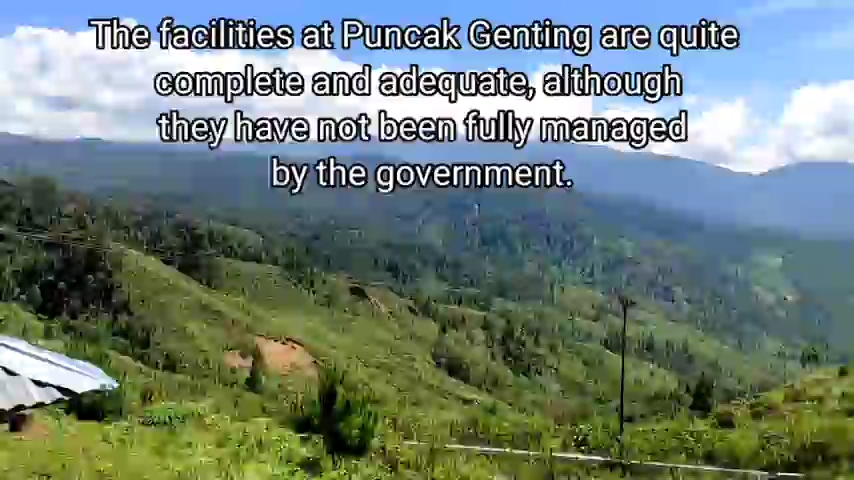 The facilities at Puncak Genting are quite
complete and adequate, although
they have not been fully managed
by the government.